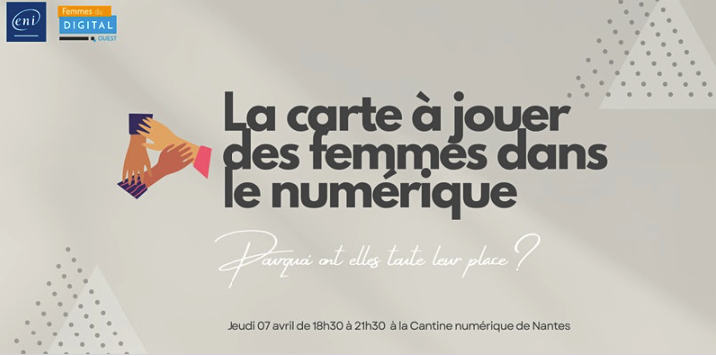 eni
Femmes du
DIGITAL
OUEST
La carte à jouer
des femmes dans
le numérique
Pourquoi ont elles toute leur place ?
Jeudi 07 avril de 18h30 à 21h30 à la Cantine numérique de Nantes